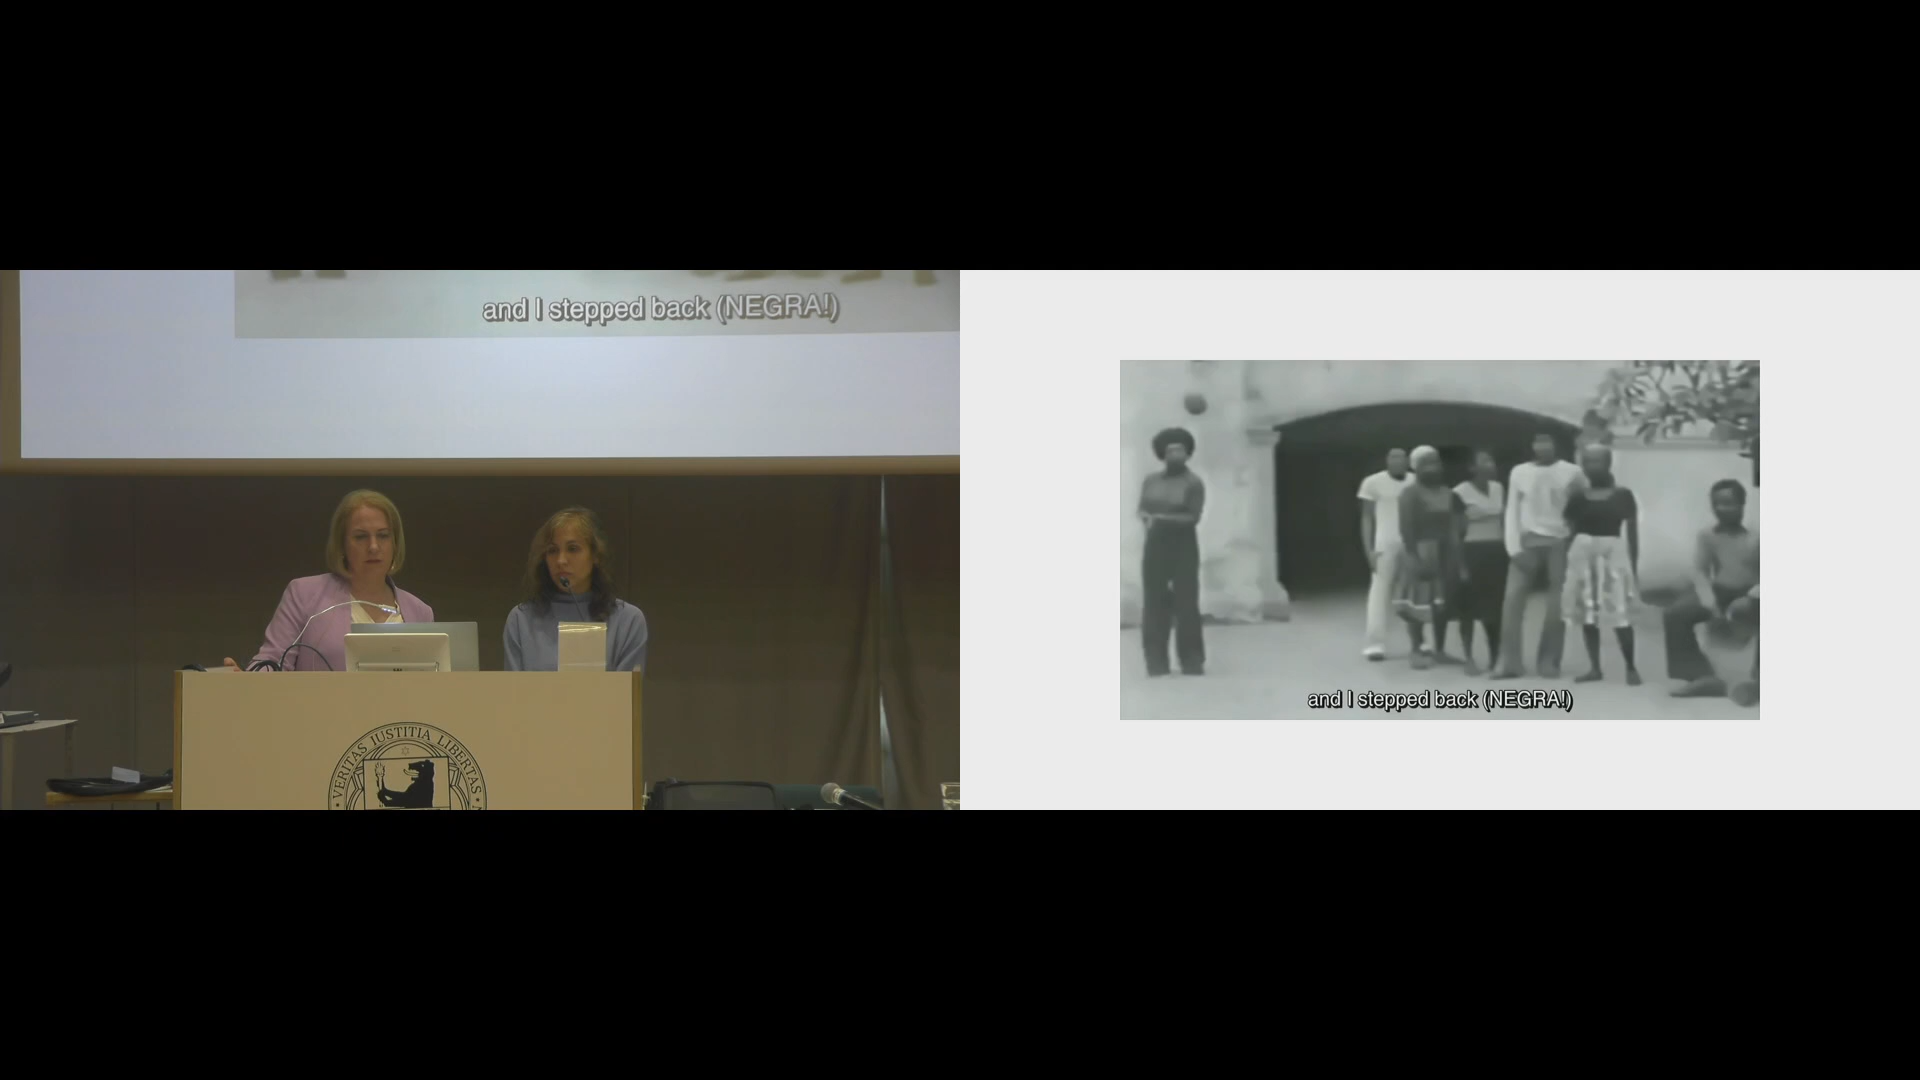 and I stepped back (NEGRA!)
VERITAS IUSTITIA LIBERTAS
and I stepped back (NEGRA!)